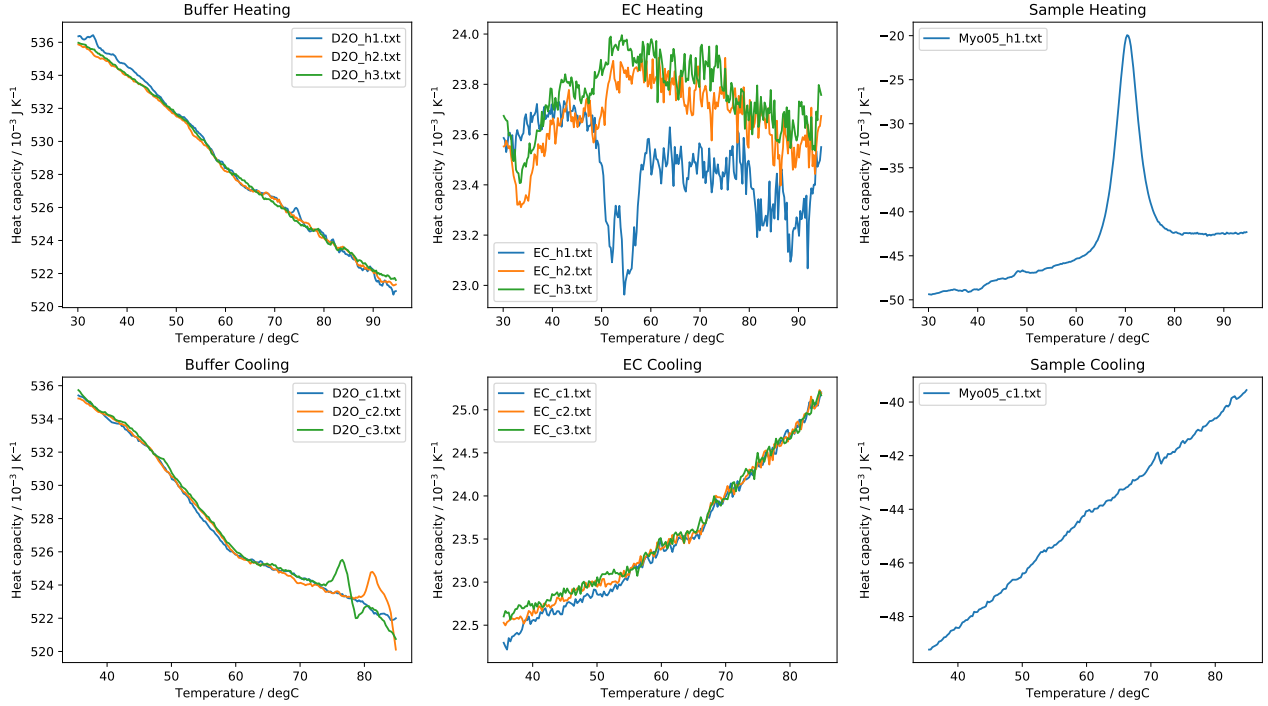 Buffer Heating
536
534
532
530
528
526
524
522
520
30
40
50
60
70
80
90
Heat capacity / 10⁻³ J K⁻¹
Temperature / degC
D2O_h1.txt
D2O_h2.txt
D2O_h3.txt
EC Heating
24.0
23.8
23.6
23.4
23.2
23.0
30
40
50
60
70
80
90
Heat capacity / 10⁻³ J K⁻¹
Temperature / degC
EC_h1.txt
EC_h2.txt
EC_h3.txt
Sample Heating
−20
−25
−30
−35
−40
−45
−50
30
40
50
60
70
80
90
Heat capacity / 10⁻³ J K⁻¹
Temperature / degC
Myo05_h1.txt
Buffer Cooling
536
534
532
530
528
526
524
522
520
40
50
60
70
80
Heat capacity / 10⁻³ J K⁻¹
Temperature / degC
D2O_c1.txt
D2O_c2.txt
D2O_c3.txt
EC Cooling
25.0
24.5
24.0
23.5
23.0
22.5
40
50
60
70
80
Heat capacity / 10⁻³ J K⁻¹
Temperature / degC
EC_c1.txt
EC_c2.txt
EC_c3.txt
Sample Cooling
−40
−42
−44
−46
−48
40
50
60
70
80
Heat capacity / 10⁻³ J K⁻¹
Temperature / degC
Myo05_c1.txt